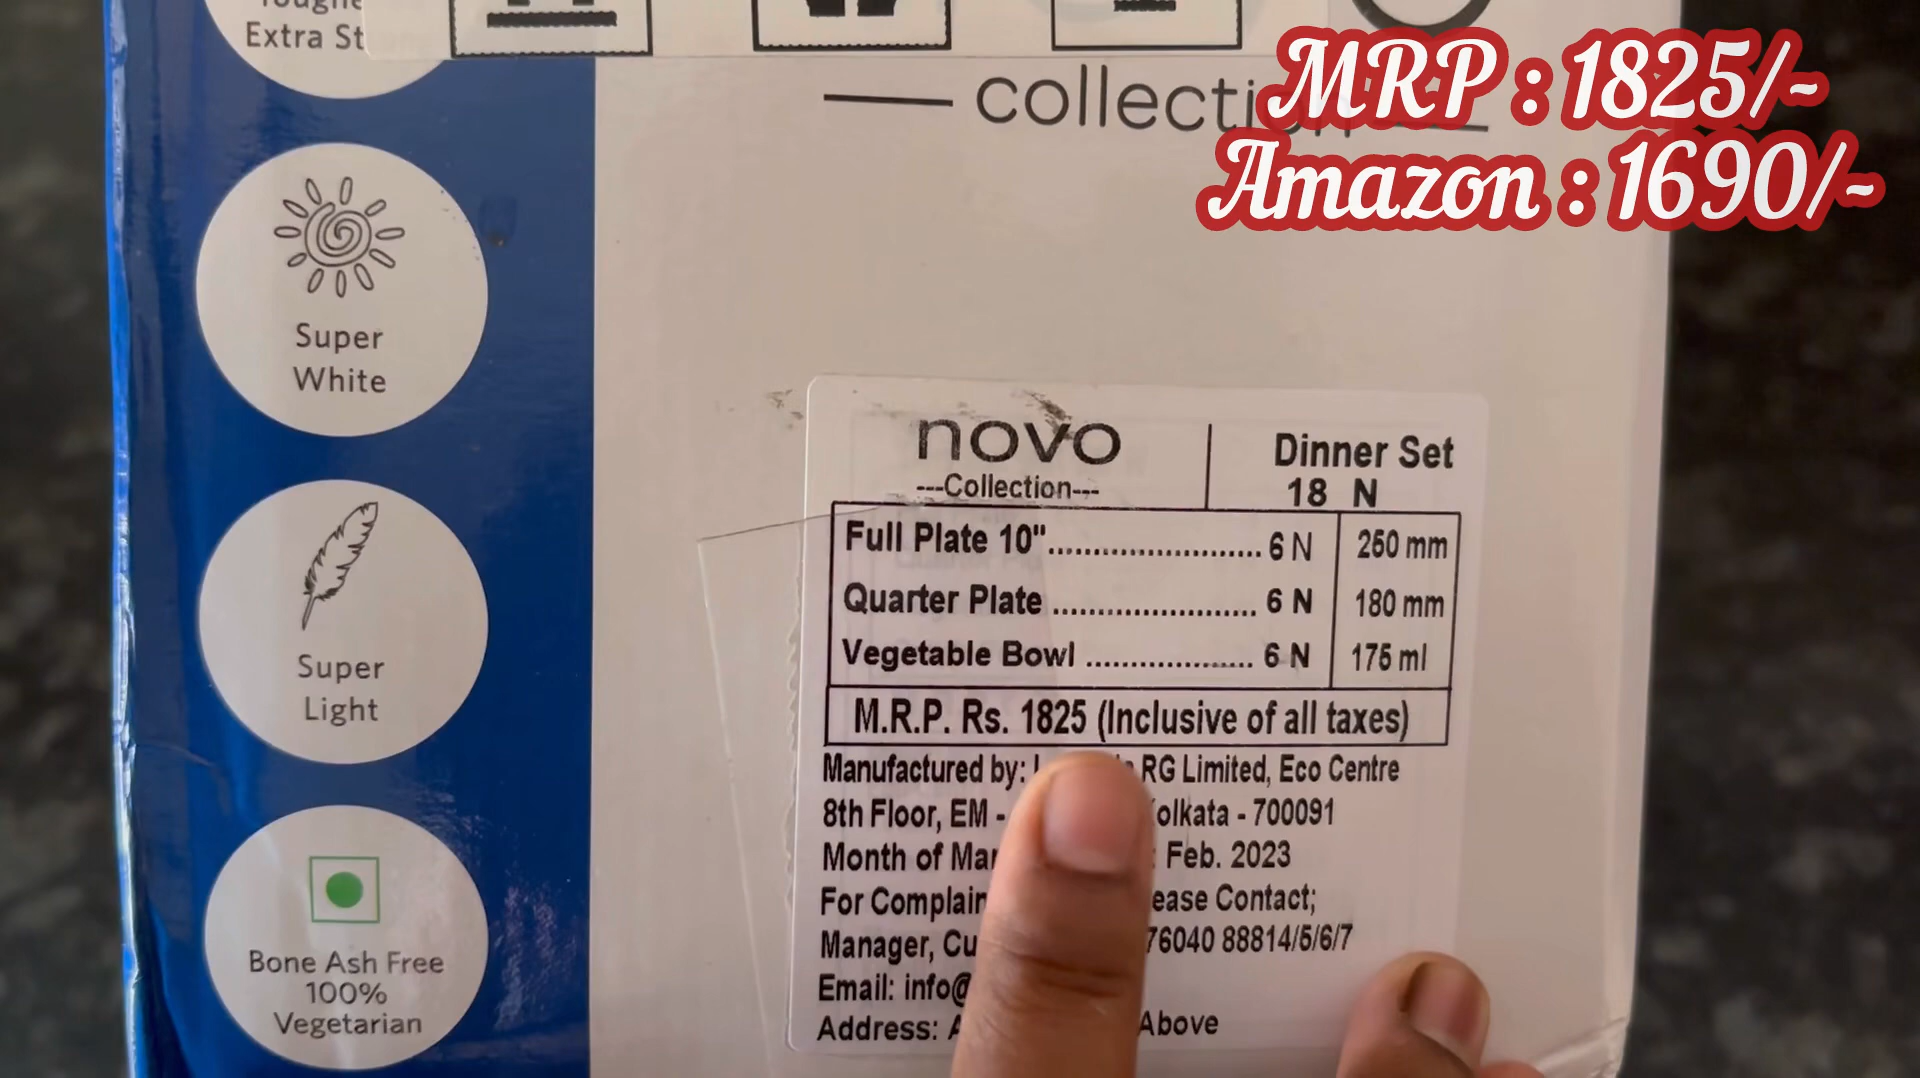 Extra St
collecti
MRP : 1825/-
Amazon : 1690/-
Super
White
Super
Light
Bone Ash Free
100%
Vegetarian
novo
---Collection---
Dinner Set
18 N
Full Plate 10"........................ 6 N 250 mm
Quarter Plate ....................... 6 N 180 mm
Vegetable Bowl ................... 6 N 175 ml
M.R.P. Rs. 1825 (Inclusive of all taxes)
Manufactured by: RG Limited, Eco Centre
8th Floor, EM - olkata - 700091
Month of Ma : Feb. 2023
For Complain ease Contact;
Manager, Cu 76040 88814/5/6/7
Email: info@
Address: A Above